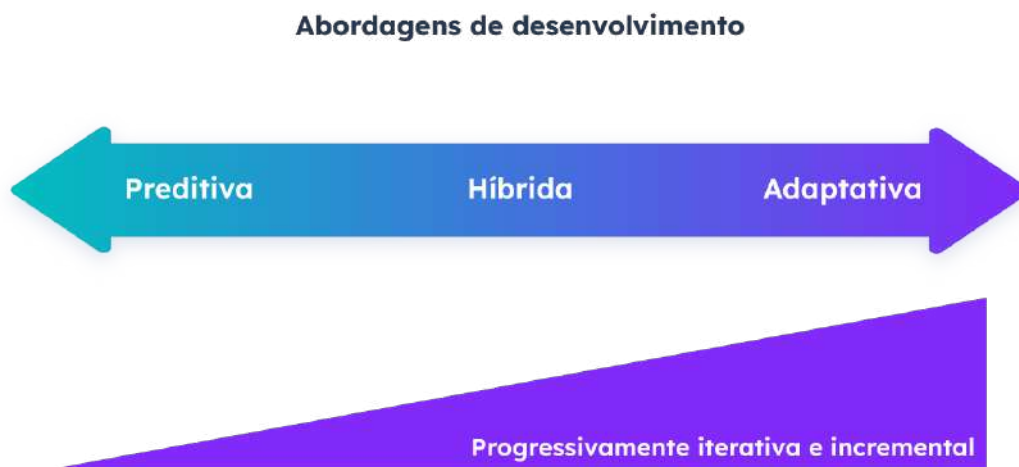 Abordagens de desenvolvimento
Preditiva Híbrida Adaptativa
Progressivamente iterativa e incremental